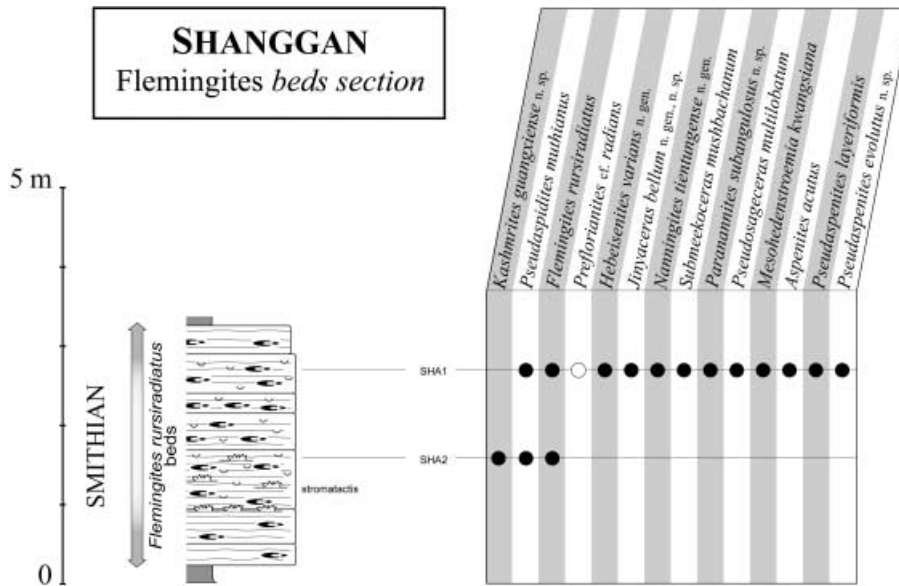 SHANGGAN
Flemingites beds section
Kashmrites guangxiense n. sp.
Pseudaspidites muthianus
Flemingites rursiradiatus
Preflorianites cf. radians
Hebeisenites varians n. gen.
Jinyaceras bellum n. gen., n. sp.
Nanningites tientungense n. gen.
Submeekoceras mushbachanum
Paranannites subangulosus n. sp.
Pseudosageceras multilobatum
Mesohedenstroemia kwangsiana
Aspenites acutus
Pseudaspenites layeriformis
Pseudaspenites evolutus n. sp.
5 m
SMITHIAN
Flemingites rursiradiatus
beds
SHA1
SHA2
stromatactis
0